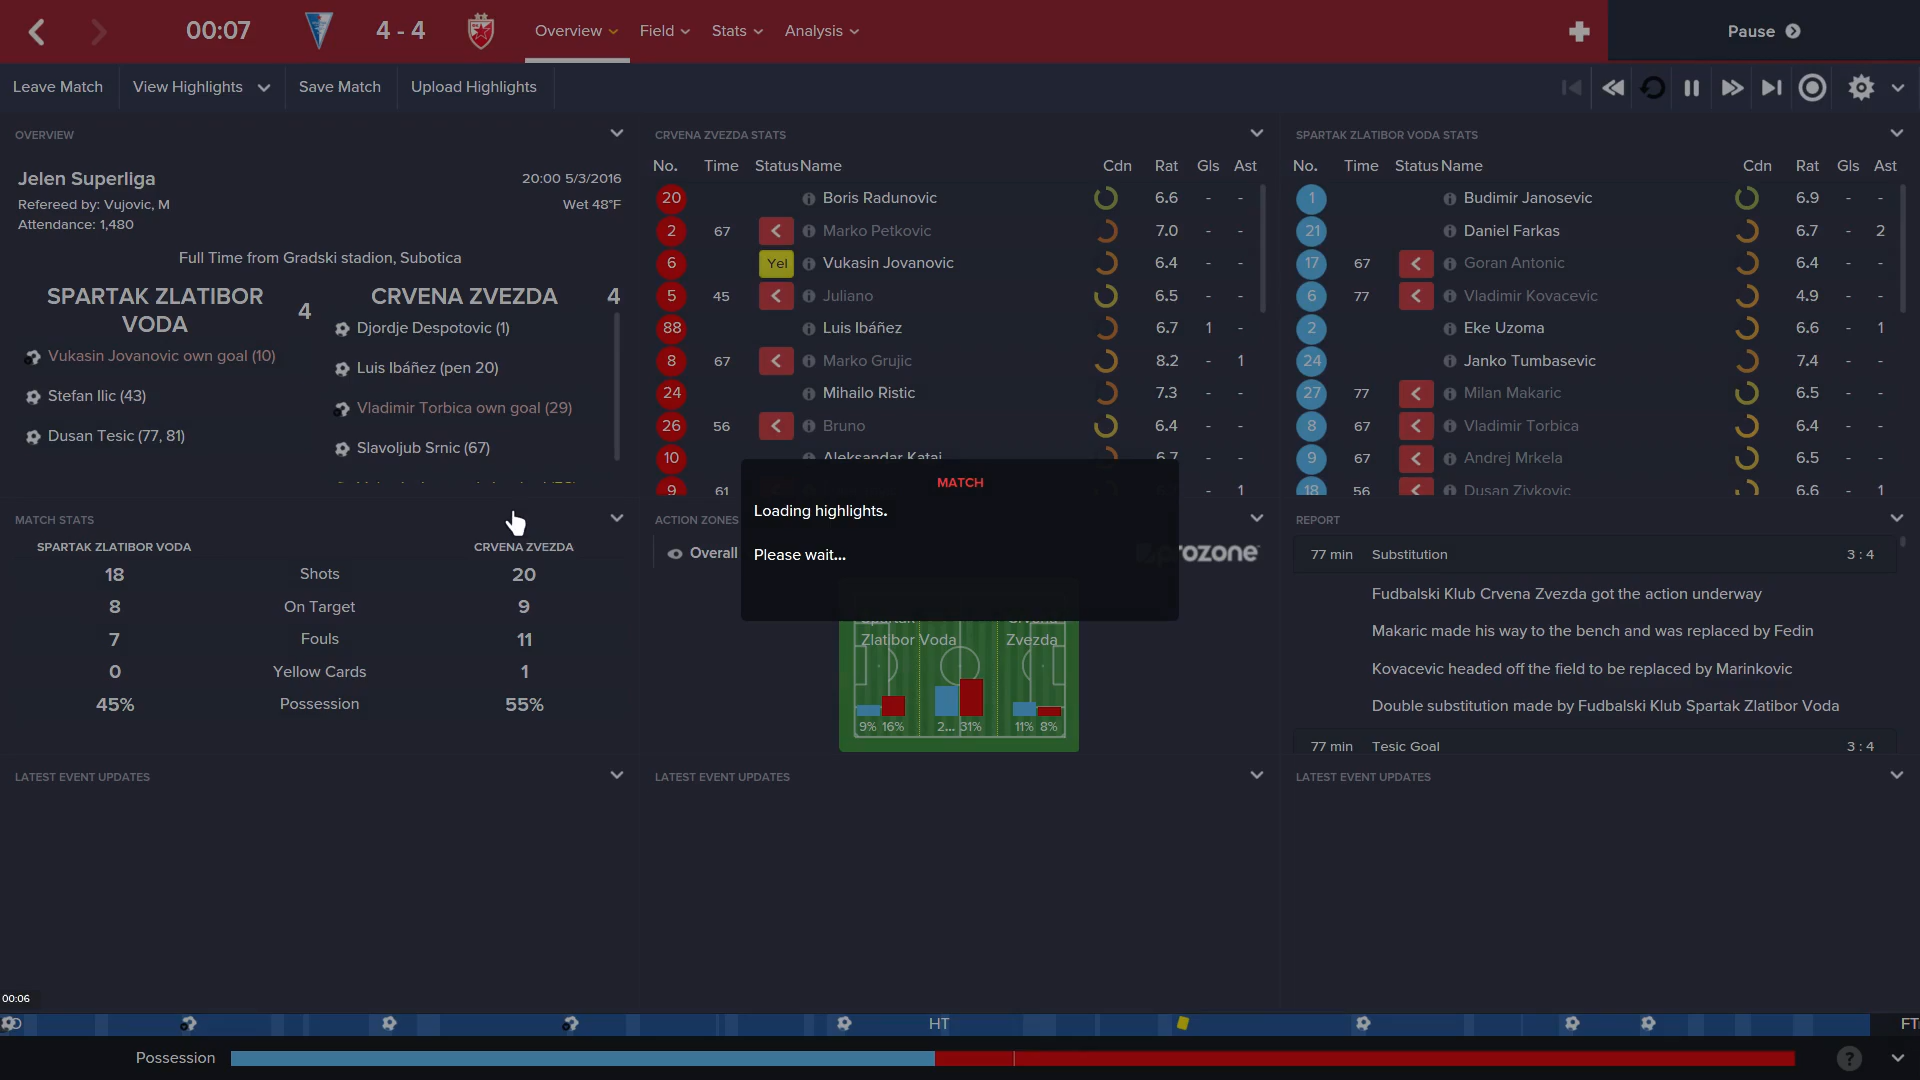 00:07
4 - 4
Overview
Field
Stats
Analysis
Pause
Leave Match
View Highlights
Save Match
Upload Highlights
OVERVIEW
Jelen Superliga
20:00 5/3/2016
Refereed by: Vujovic, M
Wet 48°F
Attendance: 1,480
Full Time from Gradski stadion, Subotica
SPARTAK ZLATIBOR VODA 4
CRVENA ZVEZDA 4
Vukasin Jovanovic own goal (10)
Stefan Ilic (43)
Dusan Tesic (77, 81)
Djordje Despotovic (1)
Luis Ibáñez (pen 20)
Vladimir Torbica own goal (29)
Slavoljub Srnic (67)
CRVENA ZVEZDA STATS
No. Time Status Name Cdn Rat Gls Ast
20 Boris Radunovic 6.6 - -
2 67 Marko Petkovic 7.0 - -
6 Yel Vukasin Jovanovic 6.4 - -
5 45 Juliano 6.5 - -
88 Luis Ibáñez 6.7 1 -
8 67 Marko Grujic 8.2 - 1
24 Mihailo Ristic 7.3 - -
26 56 Bruno 6.4 - -
10 Aleksandar Katai 6.7 - -
9 61 - 1
SPARTAK ZLATIBOR VODA STATS
No. Time Status Name Cdn Rat Gls Ast
1 Budimir Janosevic 6.9 - -
21 Daniel Farkas 6.7 - 2
17 67 Goran Antonic 6.4 - -
6 77 Vladimir Kovacevic 4.9 - -
2 Eke Uzoma 6.6 - 1
24 Janko Tumbasevic 7.4 - -
27 77 Milan Makaric 6.5 - -
8 67 Vladimir Torbica 6.4 - -
9 67 Andrej Mrkela 6.5 - -
18 56 Dusan Zivkovic 6.6 - 1
MATCH
Loading highlights.
Please wait...
MATCH STATS
SPARTAK ZLATIBOR VODA CRVENA ZVEZDA
18 Shots 20
8 On Target 9
7 Fouls 11
0 Yellow Cards 1
45% Possession 55%
ACTION ZONES
Overall
prozone
Spartak Zlatibor Voda
Crvena Zvezda
9% 16% 2... 31% 11% 8%
REPORT
77 min Substitution 3 : 4
Fudbalski Klub Crvena Zvezda got the action underway
Makaric made his way to the bench and was replaced by Fedin
Kovacevic headed off the field to be replaced by Marinkovic
Double substitution made by Fudbalski Klub Spartak Zlatibor Voda
77 min Tesic Goal 3 : 4
LATEST EVENT UPDATES
LATEST EVENT UPDATES
LATEST EVENT UPDATES
00:06
HT
FT
Possession
?